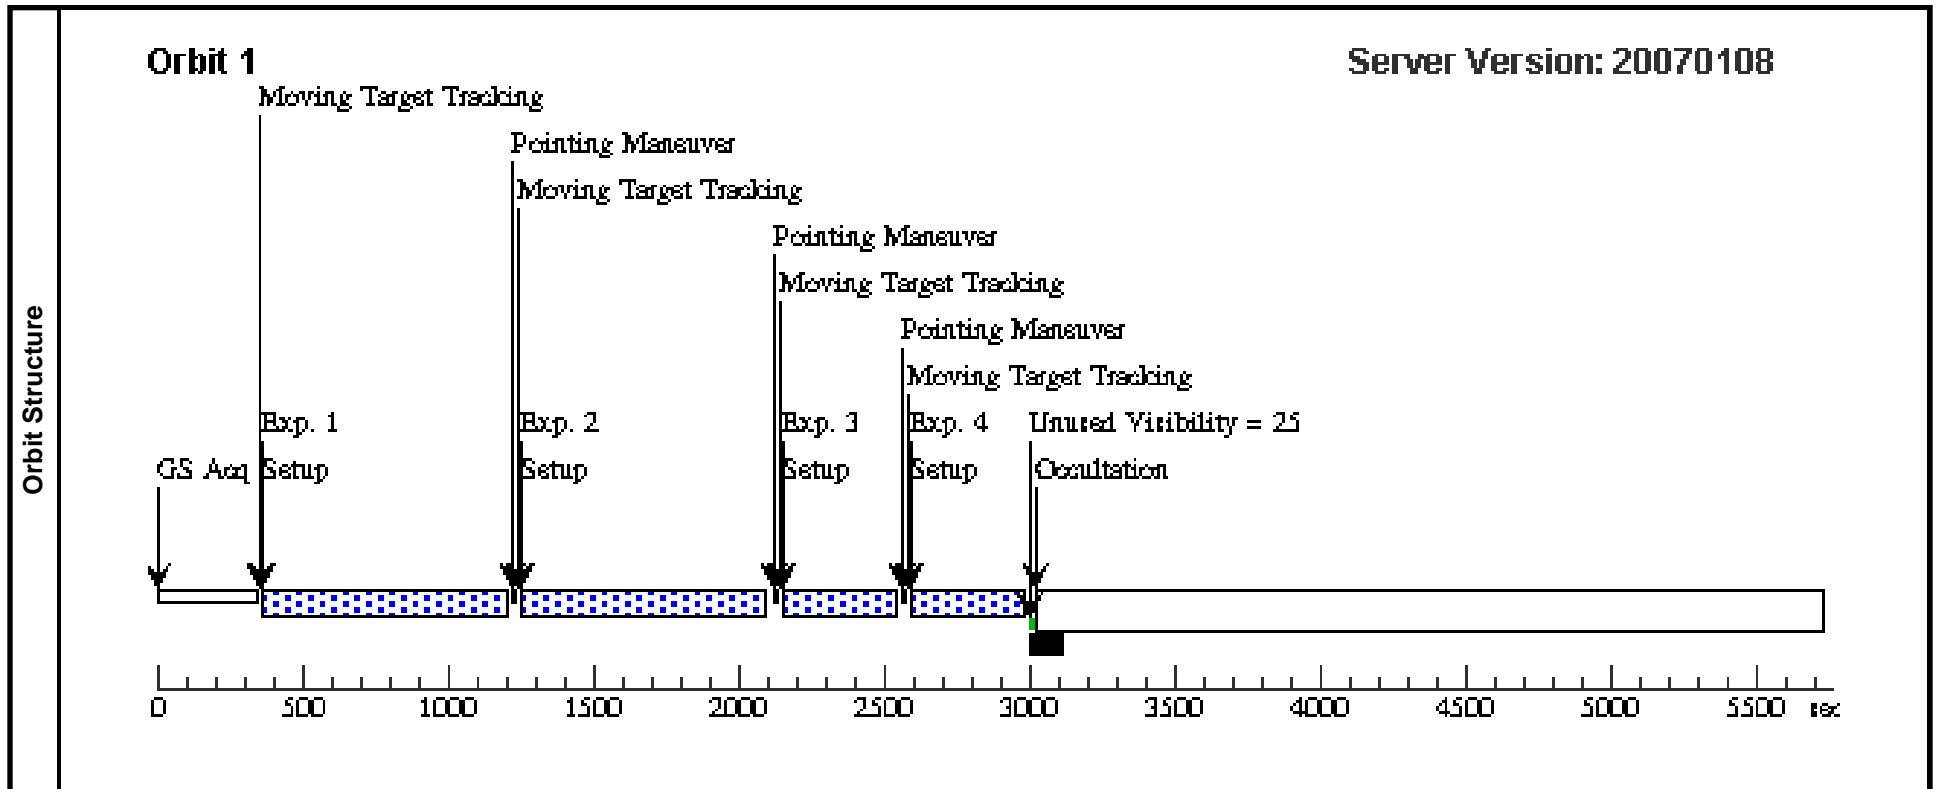 Orbit Structure
Orbit 1
Server Version: 20070108
Moving Target Tracking
Pointing Maneuver
Moving Target Tracking
Pointing Maneuver
Moving Target Tracking
Pointing Maneuver
Moving Target Tracking
Exp. 1
Exp. 2
Exp. 3
Exp. 4
Unused Visibility = 25
GS Acq
Setup
Setup
Setup
Setup
Occultation
0 500 1000 1500 2000 2500 3000 3500 4000 4500 5000 5500 sec